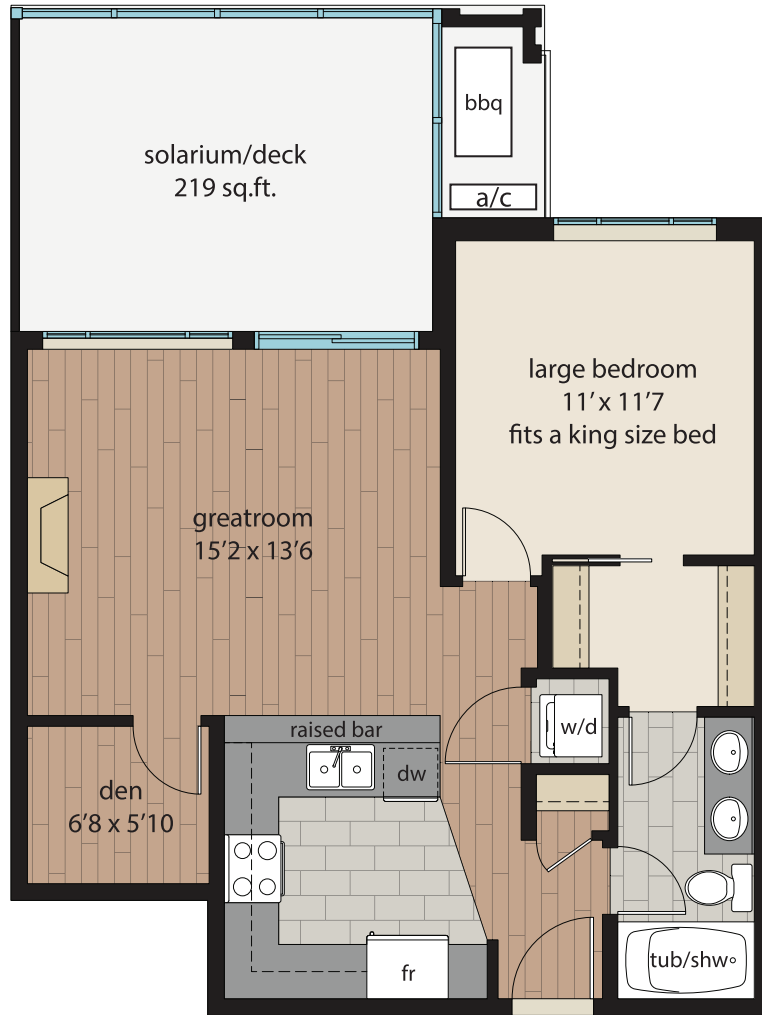 bbq
solarium/deck
219 sq.ft.
a/c
large bedroom
11’ x 11’7
fits a king size bed
greatroom
15’2 x 13’6
w/d
raised bar
dw
den
6’8 x 5’10
fr
tub/shw